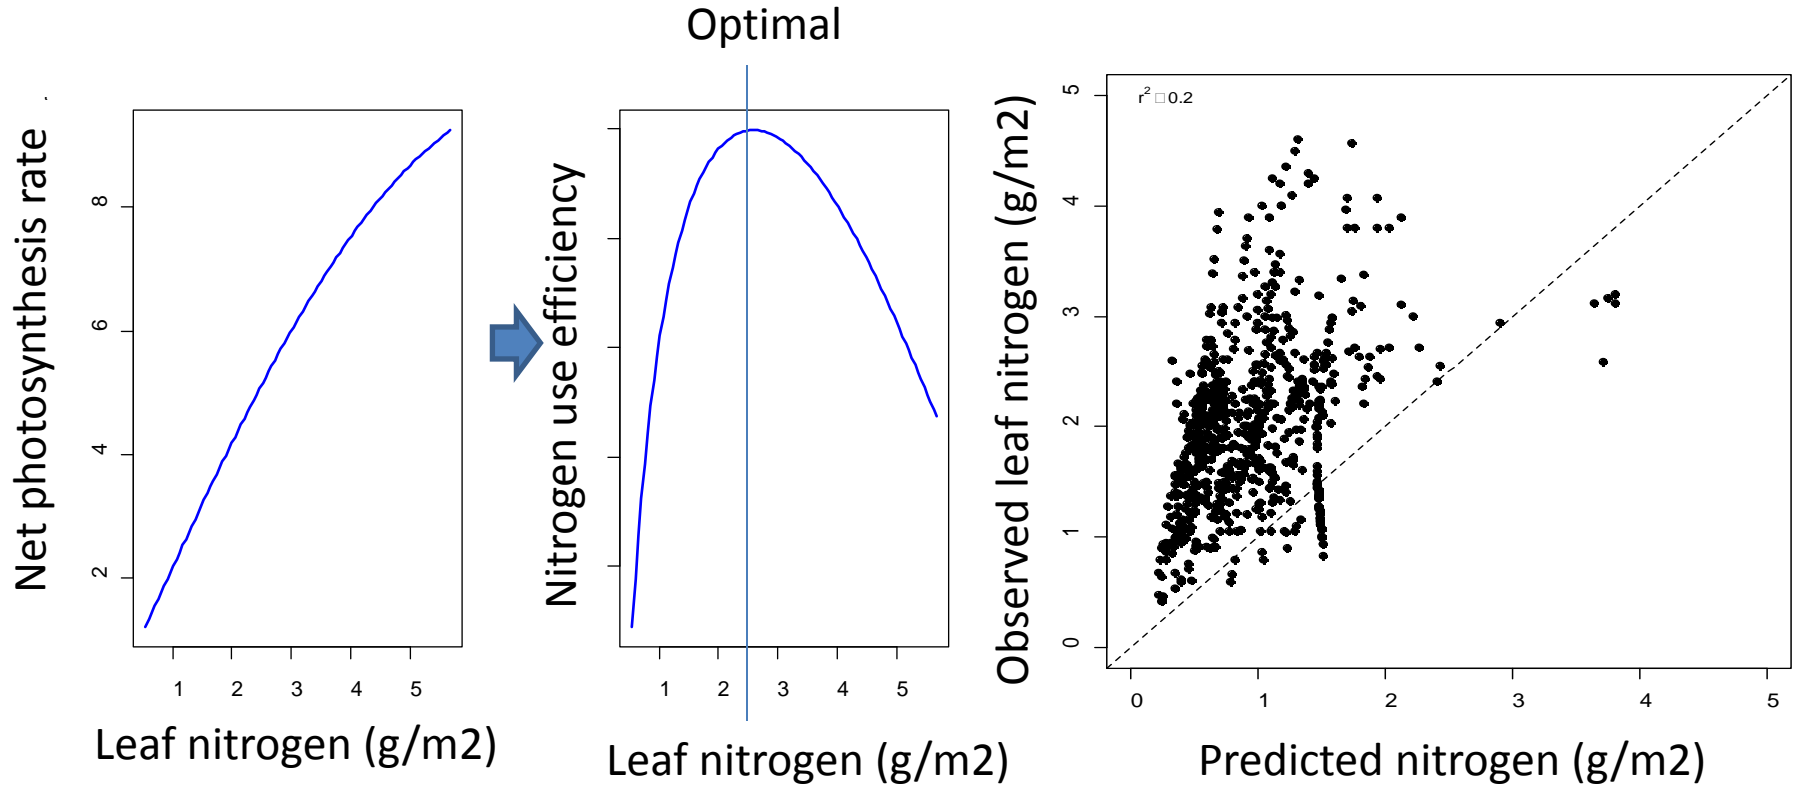 Optimal
Net photosynthesis rate
8
6
4
2
1 2 3 4 5
Leaf nitrogen (g/m2)
Nitrogen use efficiency
1 2 3 4 5
Leaf nitrogen (g/m2)
Observed leaf nitrogen (g/m2)
r² □ 0.2
5
4
3
2
1
0
0 1 2 3 4 5
Predicted nitrogen (g/m2)